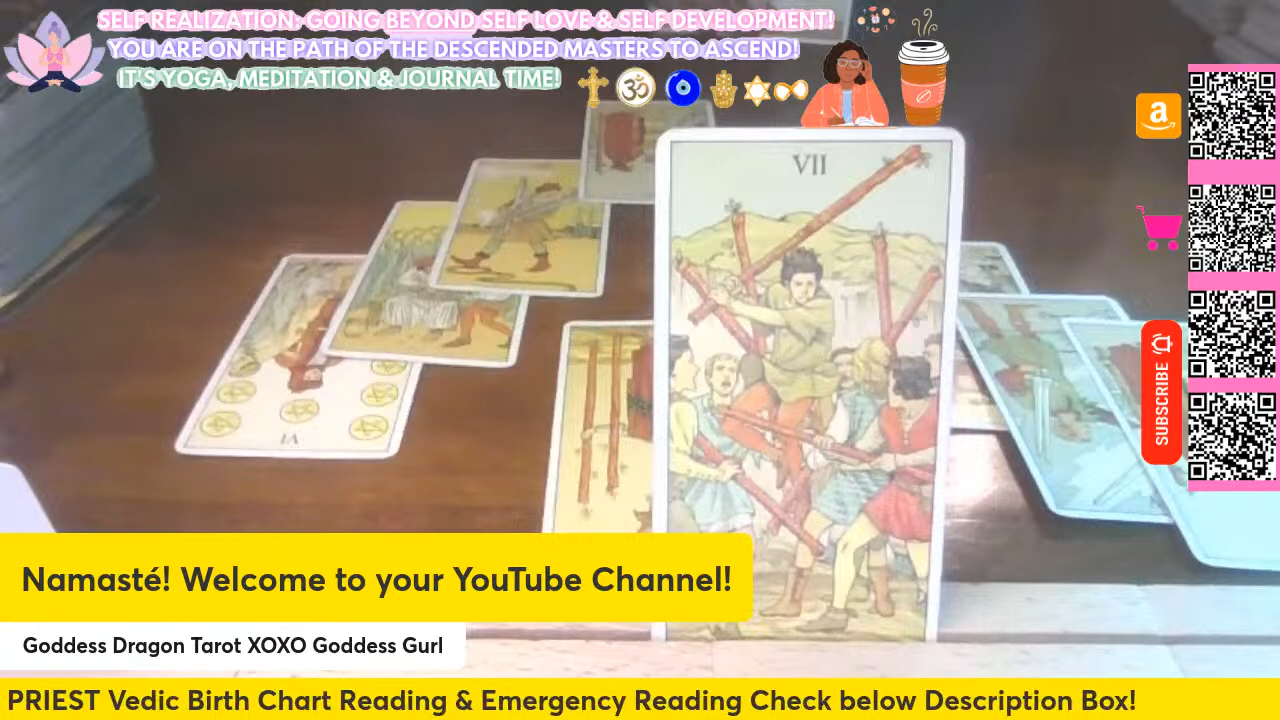 SELF REALIZATION: GOING BEYOND SELF LOVE & SELF DEVELOPMENT!
YOU ARE ON THE PATH OF THE DESCENDED MASTERS TO ASCEND!
IT'S YOGA, MEDITATION & JOURNAL TIME!
ॐ
a
VII
SUBSCRIBE
VI
Namasté! Welcome to your YouTube Channel!
Goddess Dragon Tarot XOXO Goddess Gurl
PRIEST Vedic Birth Chart Reading & Emergency Reading Check below Description Box!